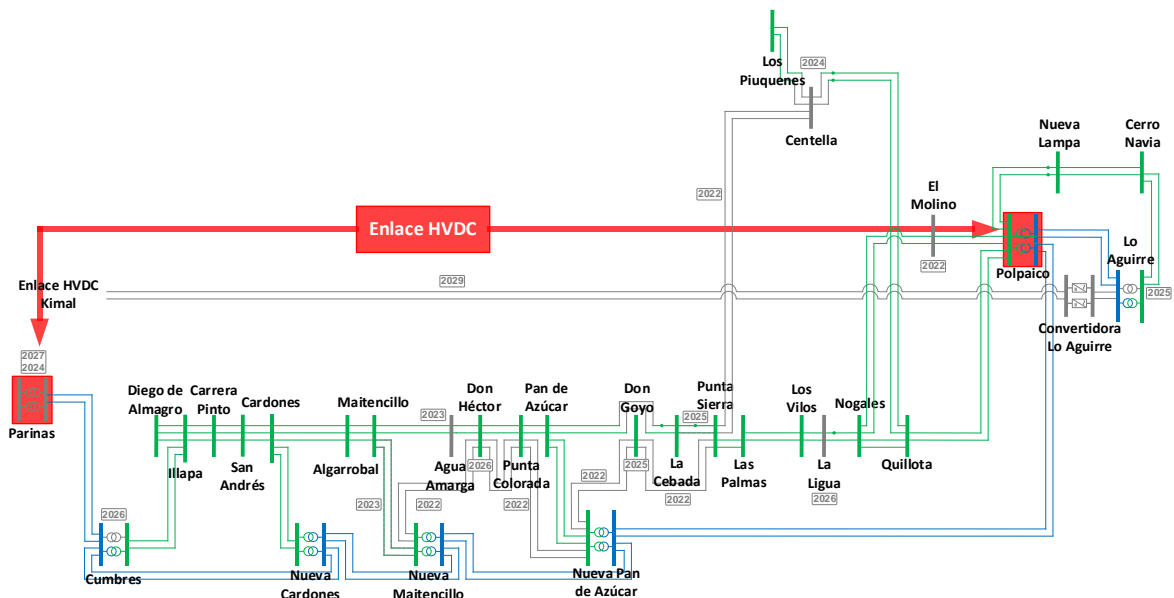 Los
Piuquenes
2024
Centella
Nueva
Lampa
Cerro
Navia
2022
El
Molino
2022
Enlace HVDC
Polpaico
Lo
Aguirre
2025
Enlace HVDC
Kimal
2029
Convertidora
Lo Aguirre
2027
2024
Parinas
Diego de
Almagro
Illapa
Carrera
Pinto
San
Andrés
Cardones
Maitencillo
Algarrobal
2023
Agua
Amarga
Don
Héctor
2026
Pan de
Azúcar
Punta
Colorada
Don
Goyo
2025
2025
La
Cebada
Punta
Sierra
Las
Palmas
Los
Vilos
La
Ligua
2026
Nogales
Quillota
2026
Cumbres
Nueva
Cardones
2023
2022
Nueva
Maitencillo
2022
2022
2022
Nueva Pan
de Azúcar